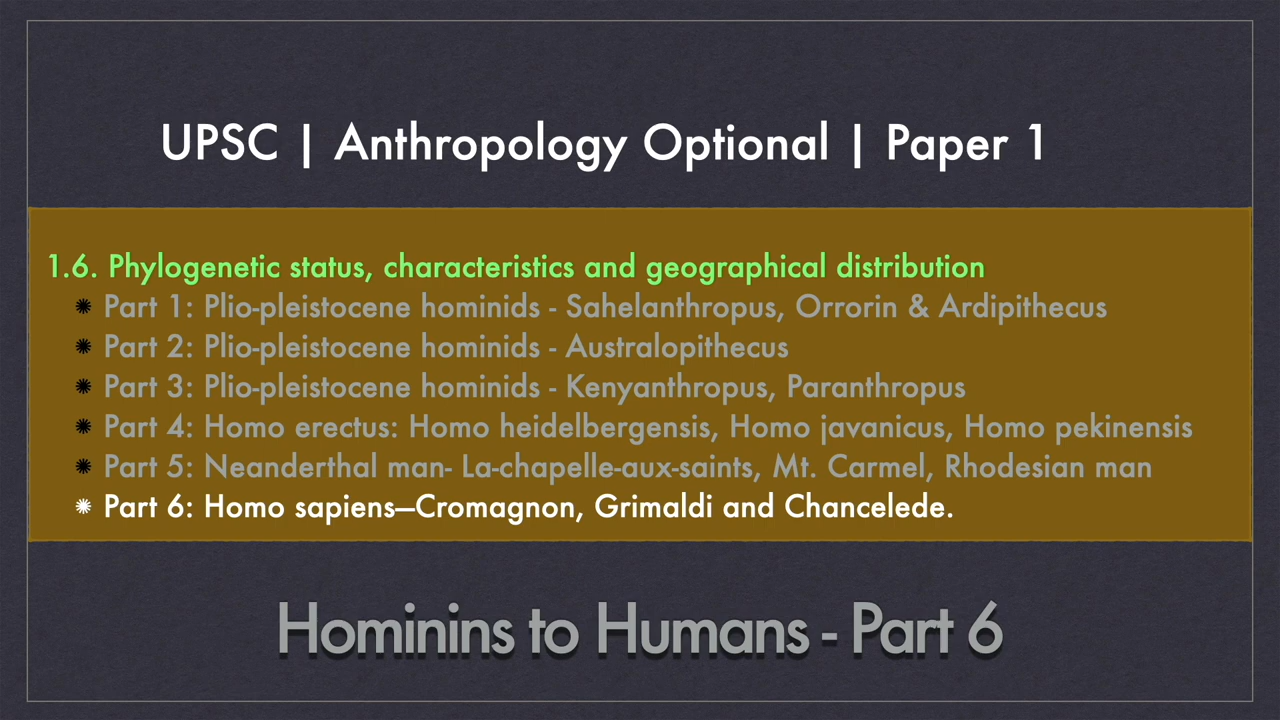 UPSC | Anthropology Optional | Paper 1
1.6. Phylogenetic status, characteristics and geographical distribution
Part 1: Plio-pleistocene hominids - Sahelanthropus, Orrorin & Ardipithecus
Part 2: Plio-pleistocene hominids - Australopithecus
Part 3: Plio-pleistocene hominids - Kenyanthropus, Paranthropus
Part 4: Homo erectus: Homo heidelbergensis, Homo javanicus, Homo pekinensis
Part 5: Neanderthal man- La-chapelle-aux-saints, Mt. Carmel, Rhodesian man
Part 6: Homo sapiens—Cromagnon, Grimaldi and Chancelede.
Hominins to Humans - Part 6